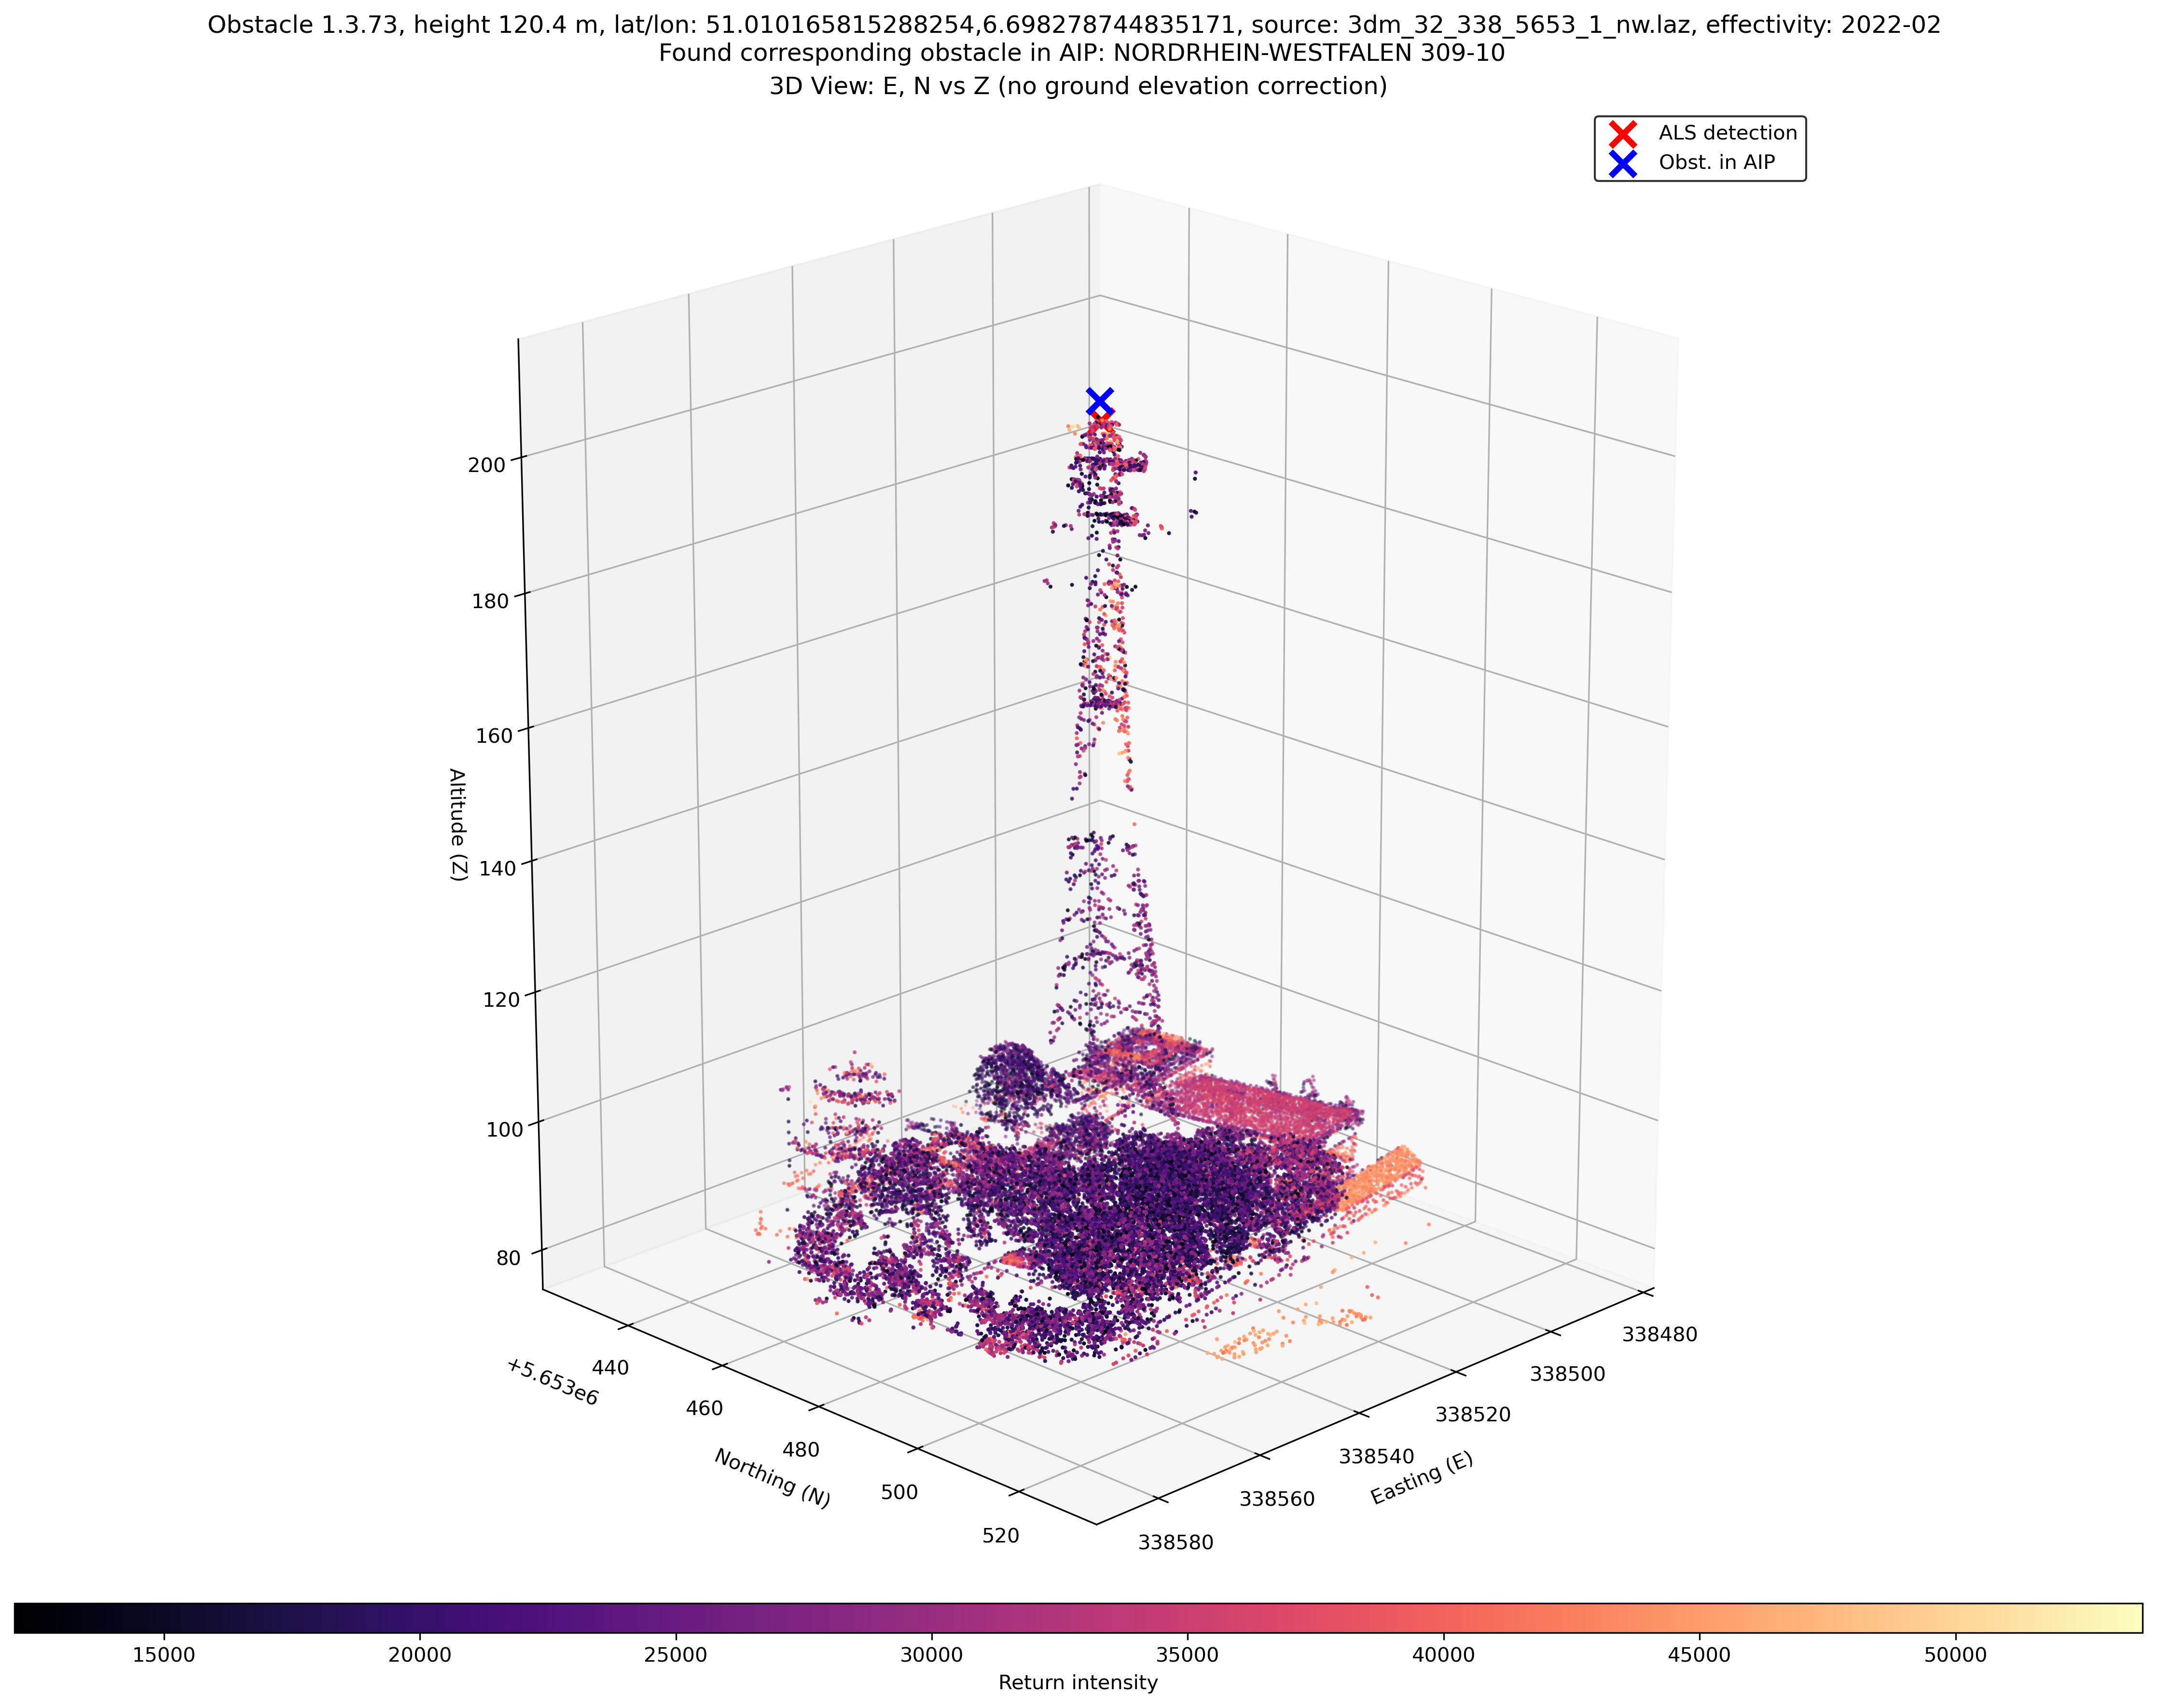 Obstacle 1.3.73, height 120.4 m, lat/lon: 51.010165815288254,6.698278744835171, source: 3dm_32_338_5653_1_nw.laz, effectivity: 2022-02
Found corresponding obstacle in AIP: NORDRHEIN-WESTFALEN 309-10
3D View: E, N vs Z (no ground elevation correction)
ALS detection
Obst. in AIP
200
180
160
140
120
100
80
Altitude (Z)
+5.653e6
440
460
480
500
520
Northing (N)
338480
338500
338520
338540
338560
338580
Easting (E)
15000 20000 25000 30000 35000 40000 45000 50000
Return intensity